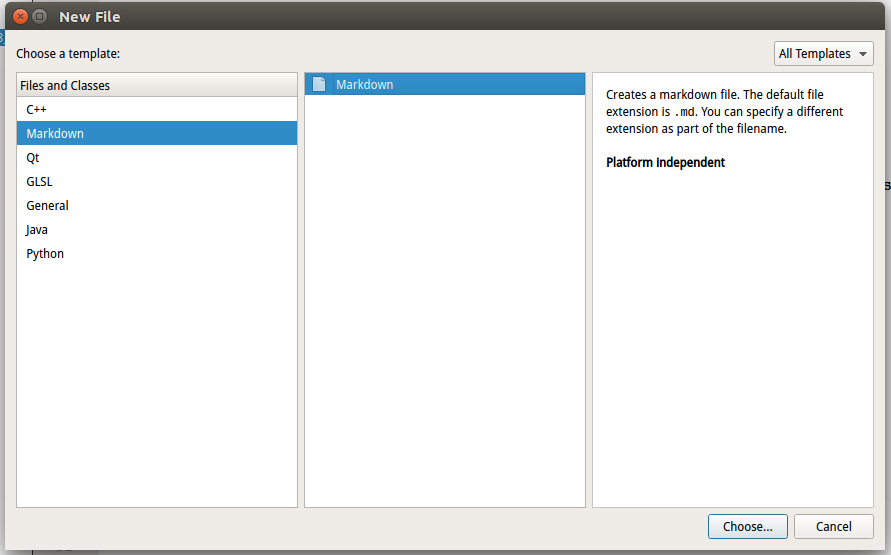 New File
Choose a template:
All Templates
Files and Classes
C++
Markdown
Qt
GLSL
General
Java
Python
Markdown
Creates a markdown file. The default file
extension is .md. You can specify a different
extension as part of the filename.
Platform Independent
Choose...
Cancel